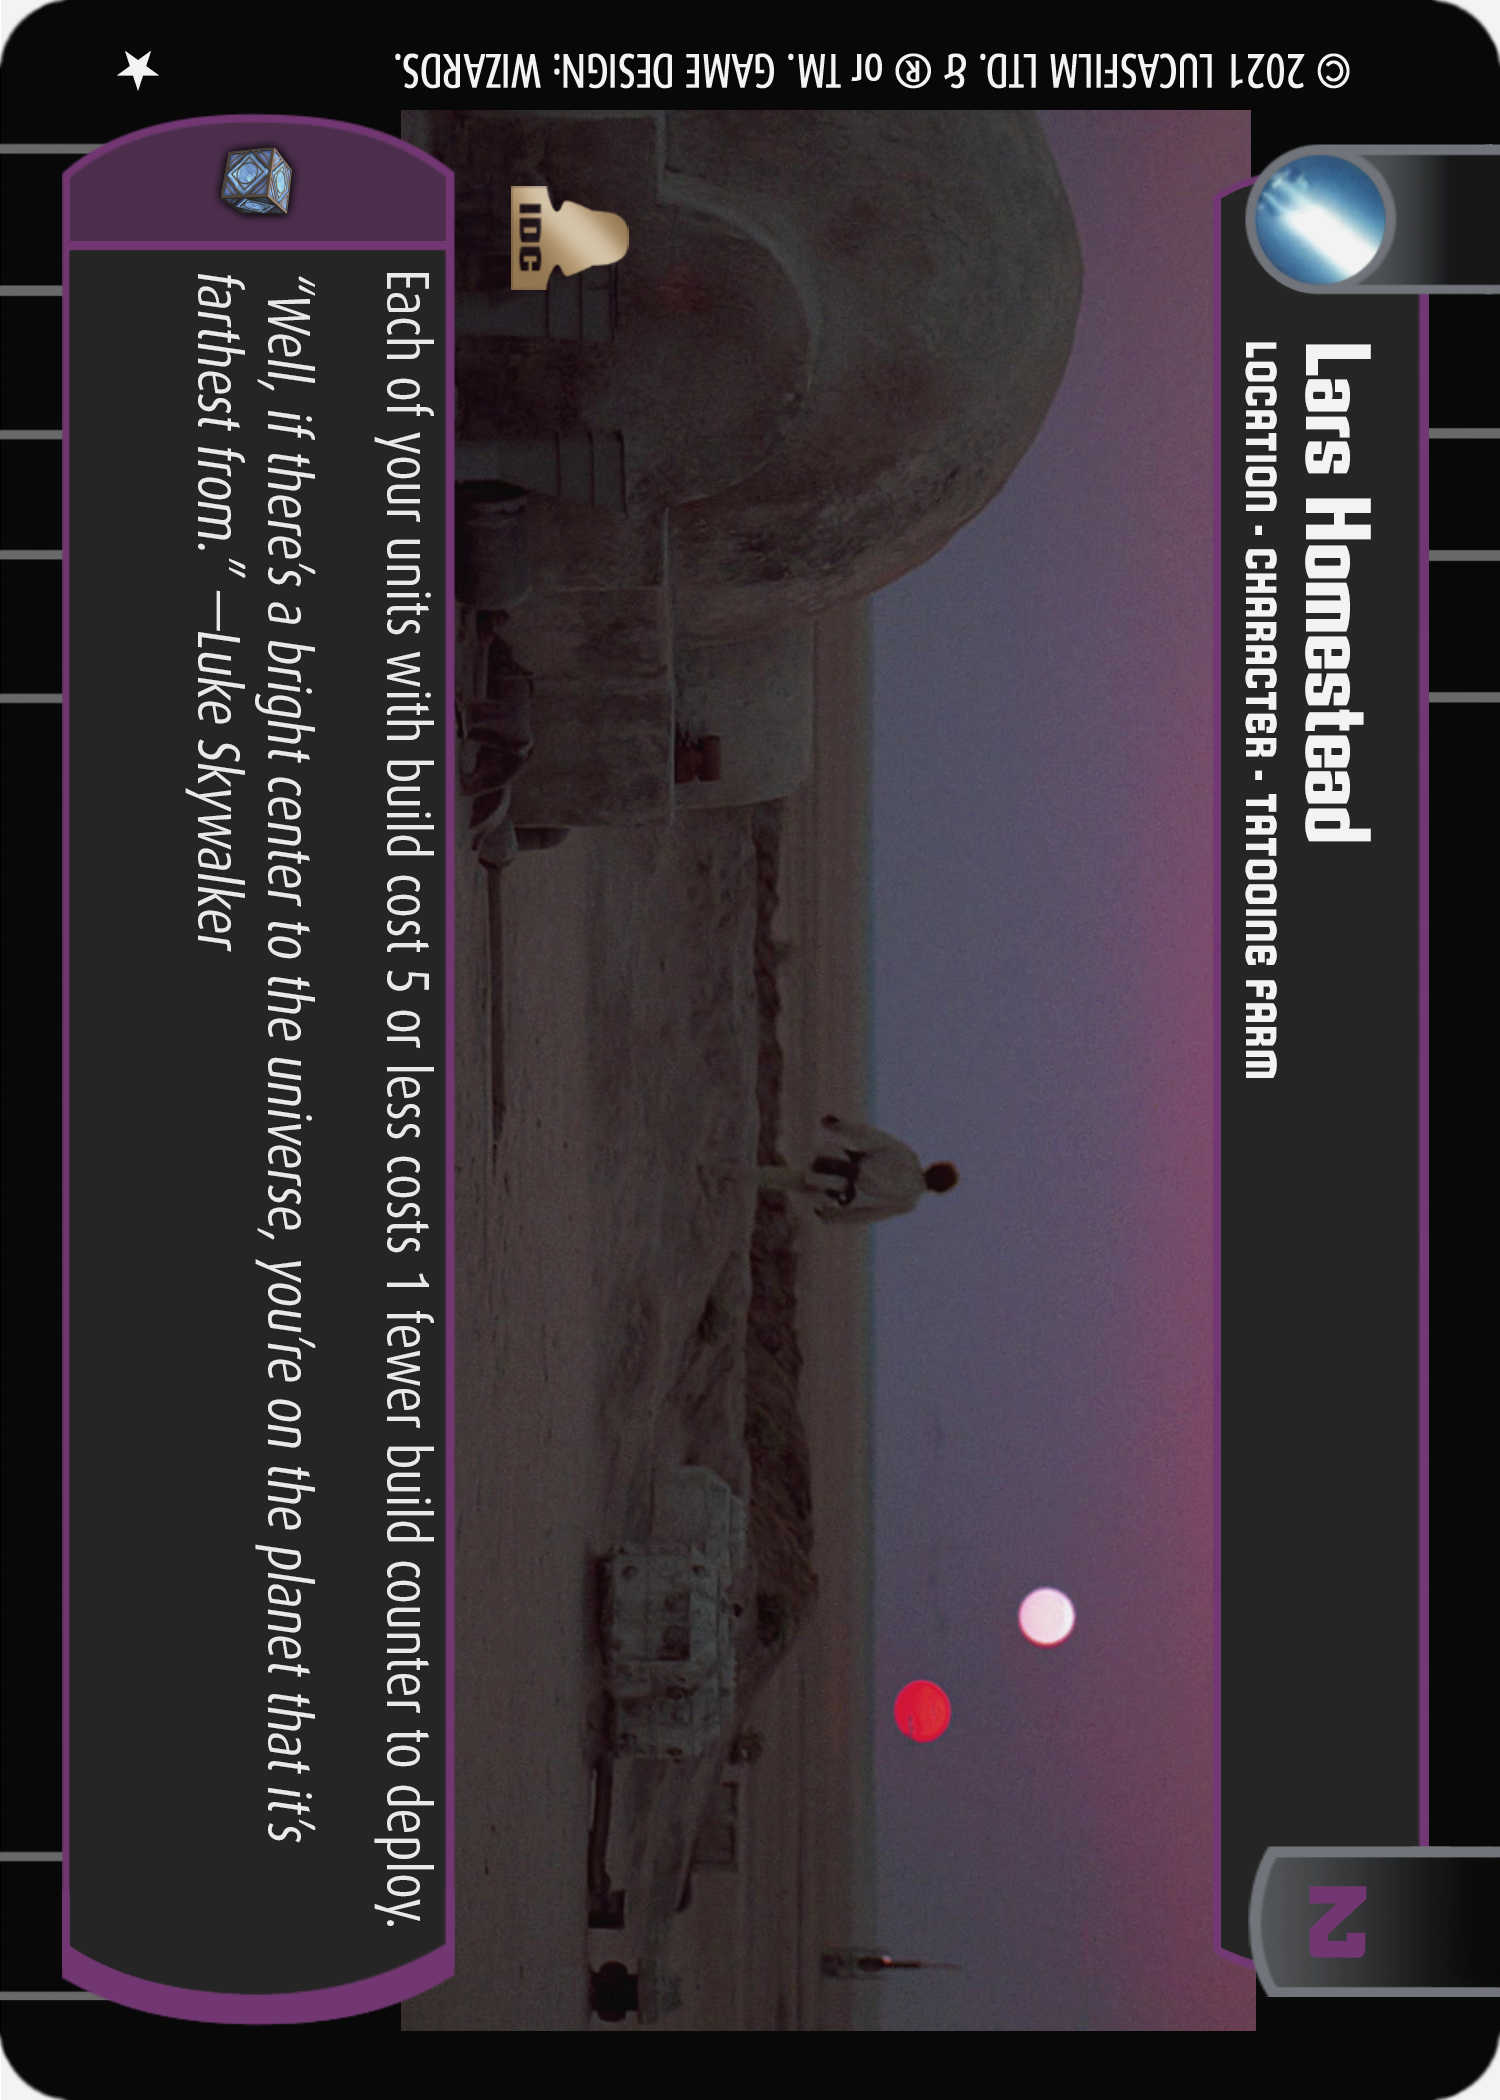 Lars Homestead
LOCATION • CHARACTER • TATOOINE FARM
2
IDC
Each of your units with build cost 5 or less costs 1 fewer build counter to deploy.
“Well, if there’s a bright center to the universe, you’re on the planet that it’s
farthest from.” —Luke Skywalker
© 2021 LUCASFILM LTD. & ® or TM. GAME DESIGN: WIZARDS.